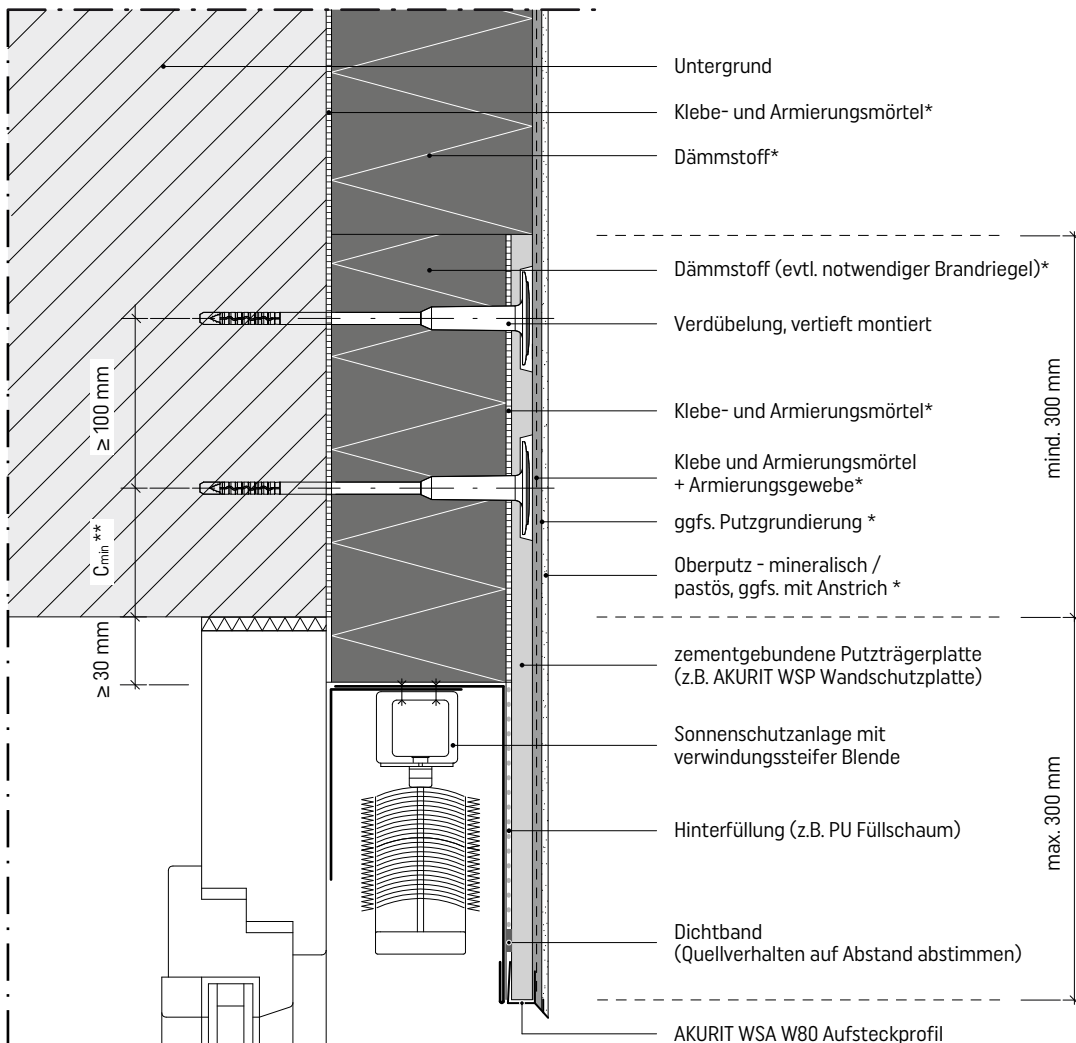 Untergrund
Klebe- und Armierungsmörtel*
Dämmstoff*
Dämmstoff (evtl. notwendiger Brandriegel)*
Verdübelung, vertieft montiert
Klebe- und Armierungsmörtel*
Klebe und Armierungsmörtel
+ Armierungsgewebe*
ggfs. Putzgrundierung *
Oberputz - mineralisch /
pastös, ggfs. mit Anstrich *
zementgebundene Putzträgerplatte
(z.B. AKURIT WSP Wandschutzplatte)
Sonnenschutzanlage mit
verwindungssteifer Blende
Hinterfüllung (z.B. PU Füllschaum)
Dichtband
(Quellverhalten auf Abstand abstimmen)
AKURIT WSA W80 Aufsteckprofil
≥ 100 mm
Cmin **
≥ 30 mm
mind. 300 mm
max. 300 mm